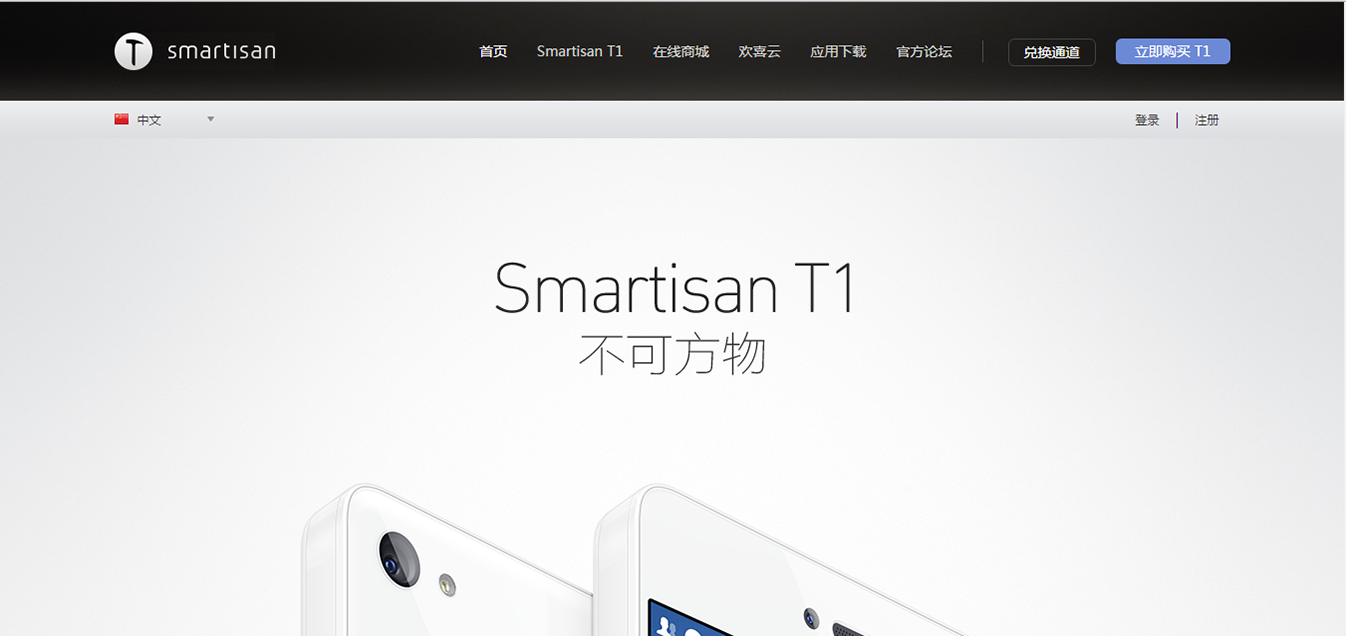 smartisan
首页 Smartisan T1 在线商城 欢喜云 应用下载 官方论坛 兑换通道 立即购买 T1
中文 登录 注册
Smartisan T1
不可方物